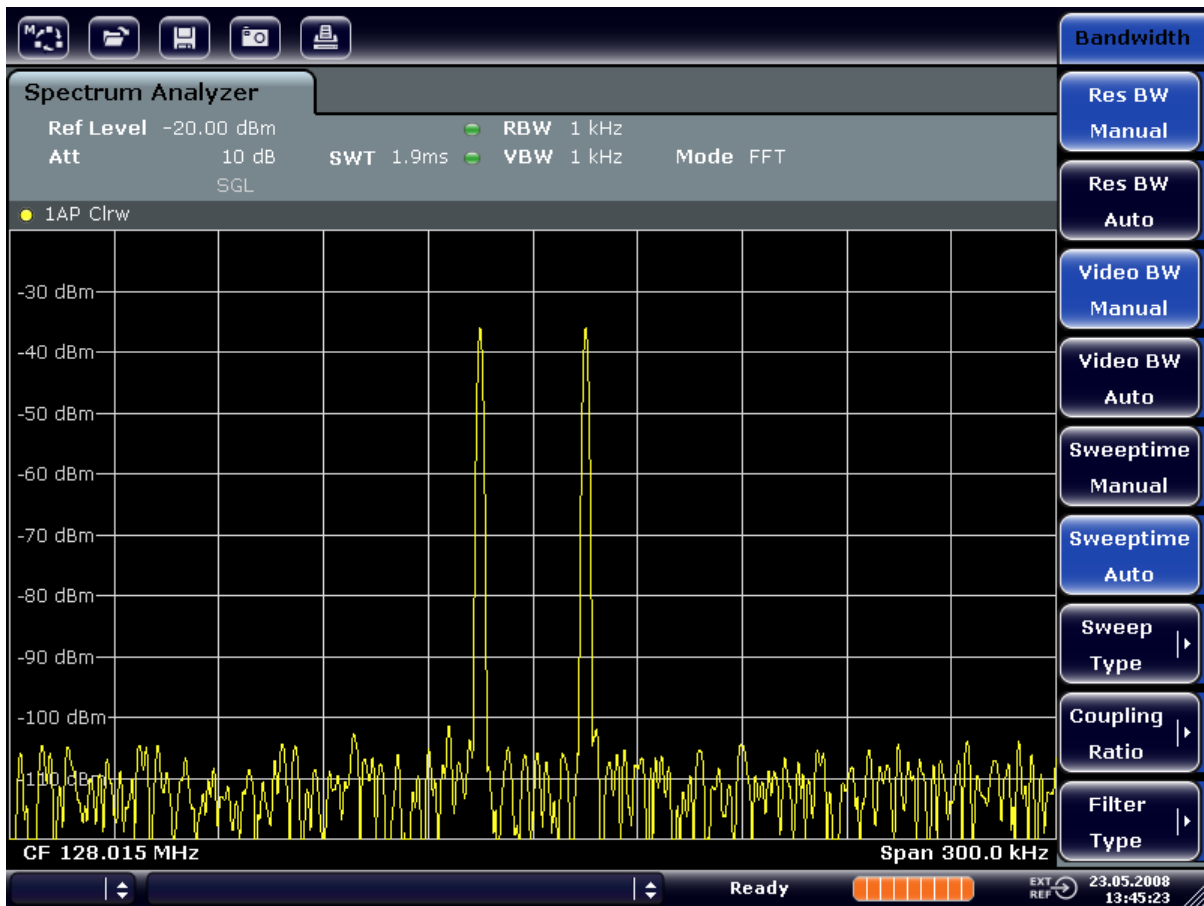 Bandwidth
Spectrum Analyzer
Ref Level -20.00 dBm RBW 1 kHz
Att 10 dB SWT 1.9ms VBW 1 kHz Mode FFT
SGL
1AP Clrw
-30 dBm
-40 dBm
-50 dBm
-60 dBm
-70 dBm
-80 dBm
-90 dBm
-100 dBm
-110 dBm
CF 128.015 MHz Span 300.0 kHz
Res BW
Manual
Res BW
Auto
Video BW
Manual
Video BW
Auto
Sweeptime
Manual
Sweeptime
Auto
Sweep
Type
Coupling
Ratio
Filter
Type
Ready
EXT
REF
23.05.2008
13:45:23
M